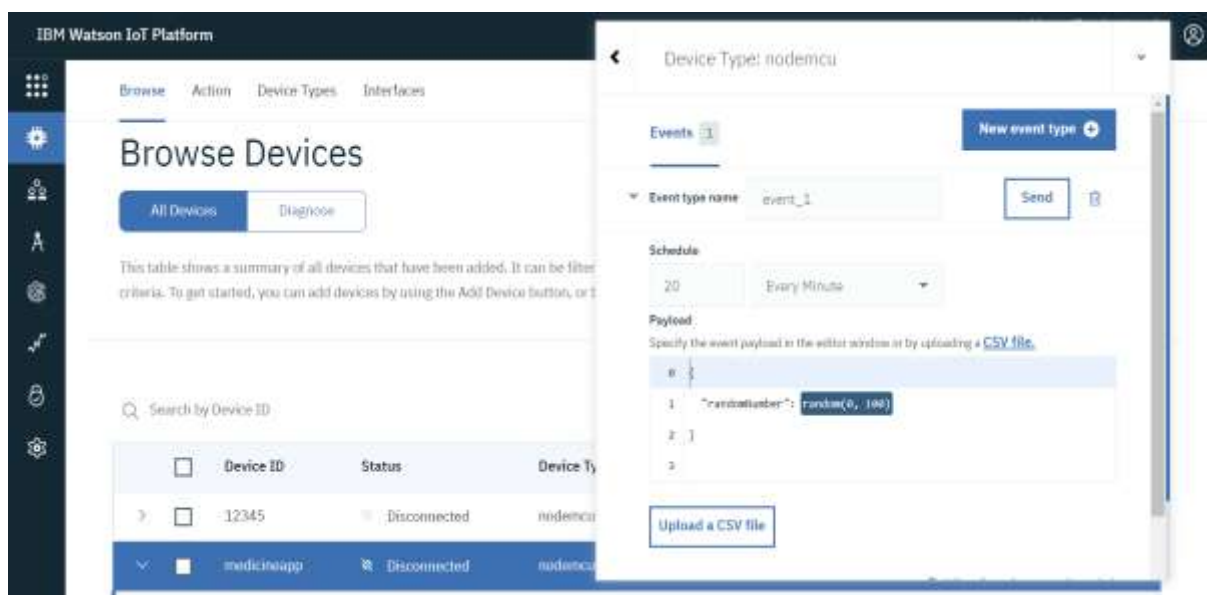 IBM Watson IoT Platform
Browse Action Device Types Interfaces
Browse Devices
All Devices Diagnose
This table shows a summary of all devices that have been added. It can be filter
criteria. To get started, you can add devices by using the Add Device button, or
Search by Device ID
Device ID Status Device Ty
12345 Disconnected nodemcu
medicineapp Disconnected nodemcu
Device Type: nodemcu
Events 1
New event type
Event type name event_1 Send
Schedule
20 Every Minute
Payload
Specify the event payload in the editor window or by uploading a CSV file.
0 {
1 "randomNumber": random(0, 100)
2 }
3
Upload a CSV file